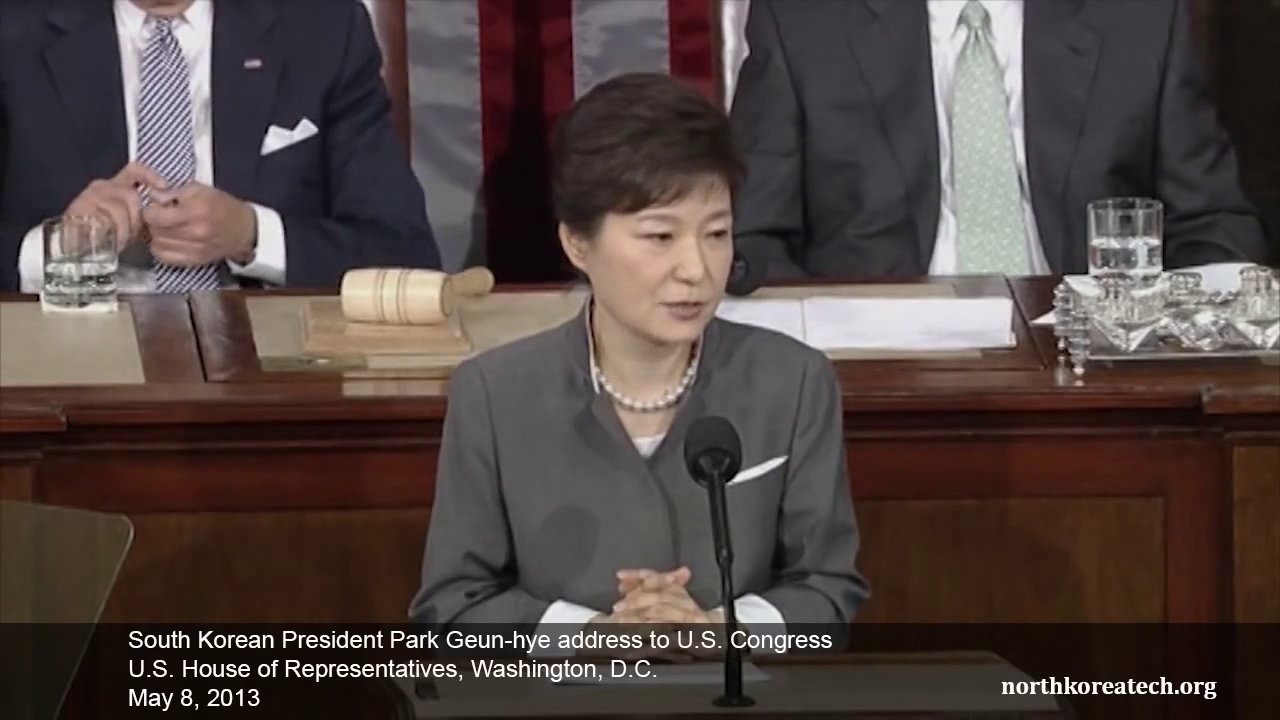 South Korean President Park Geun-hye address to U.S. Congress
U.S. House of Representatives, Washington, D.C.
May 8, 2013
northkoreatech.org